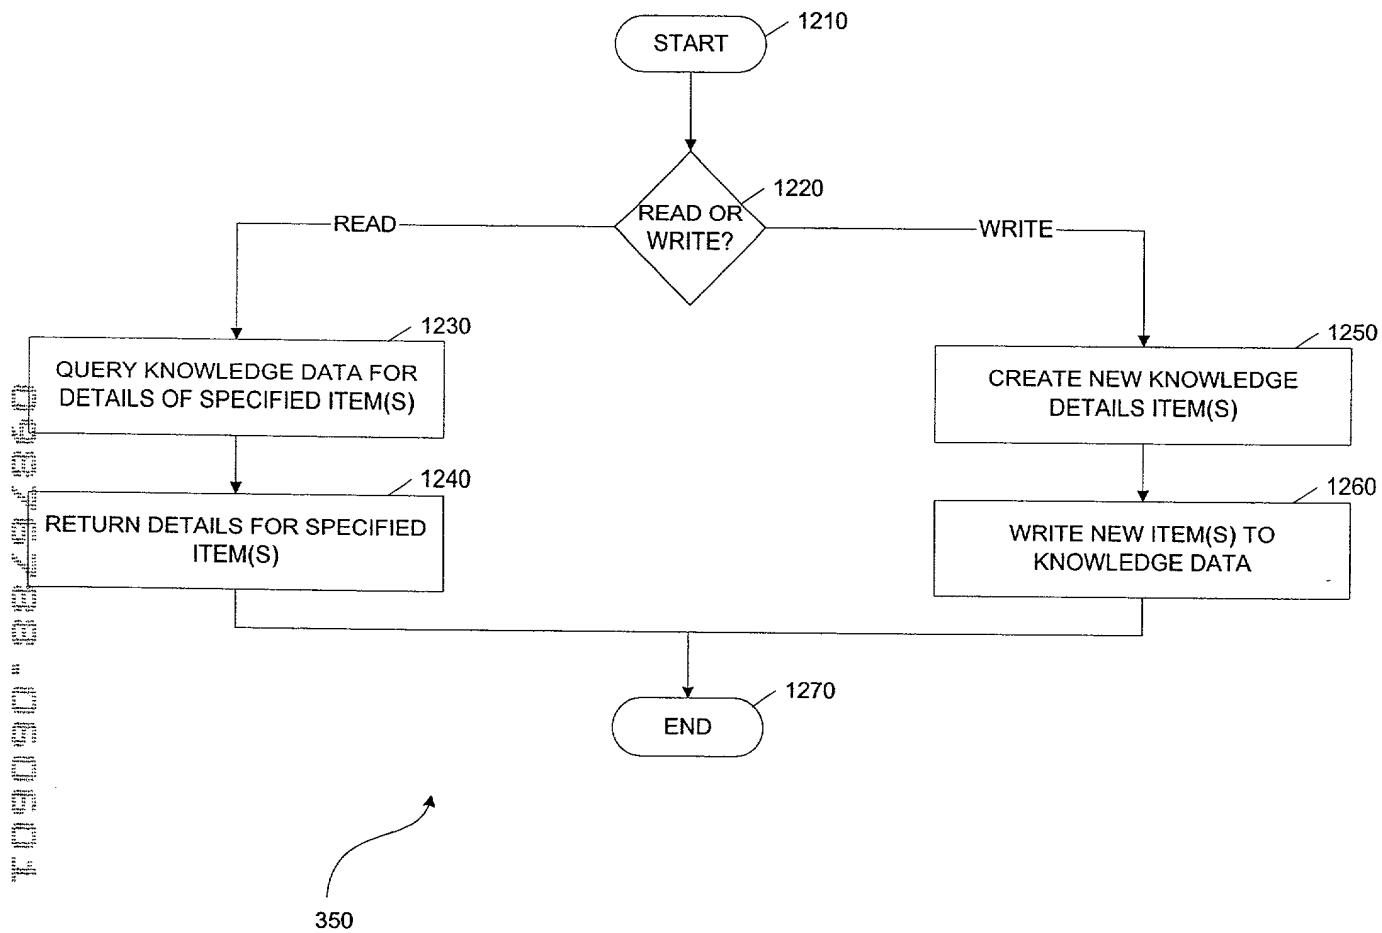 START
1210
READ OR
WRITE?
1220
READ
WRITE
QUERY KNOWLEDGE DATA FOR
DETAILS OF SPECIFIED ITEM(S)
1230
CREATE NEW KNOWLEDGE
DETAILS ITEM(S)
1250
RETURN DETAILS FOR SPECIFIED
ITEM(S)
1240
WRITE NEW ITEM(S) TO
KNOWLEDGE DATA
1260
END
1270
350